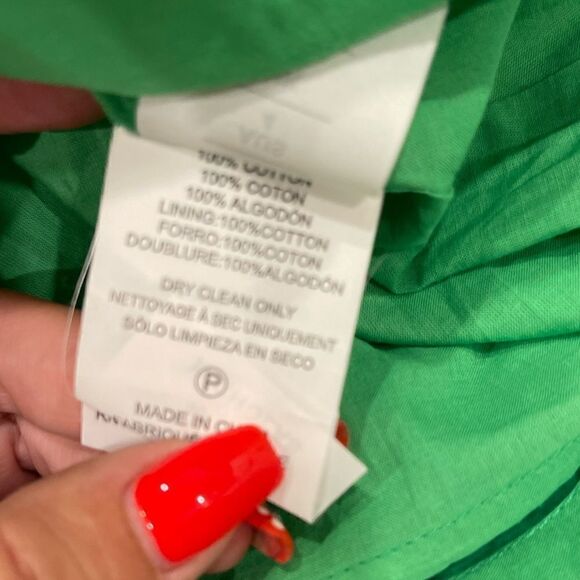 100% COTTON
100% COTON
100% ALGODÓN
LINING:100%COTTON
FORRO:100%COTON
DOUBLURE:100%ALGODÓN
DRY CLEAN ONLY
NETTOYAGE À SEC UNIQUEMENT
SÓLO LIMPIEZA EN SECO
P
MADE IN